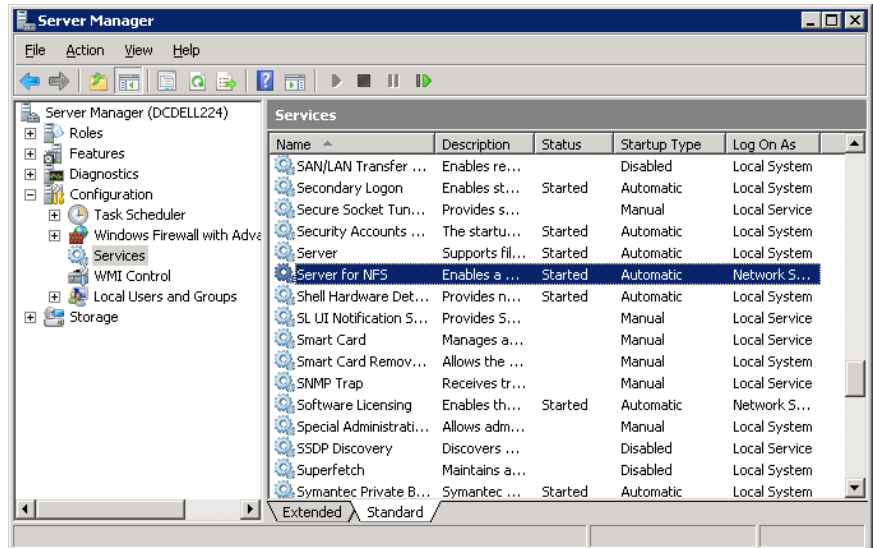 Server Manager
File Action View Help
Server Manager (DCDELL224)
Roles
Features
Diagnostics
Configuration
Task Scheduler
Windows Firewall with Adva
Services
WMI Control
Local Users and Groups
Storage
Services
Name Description Status Startup Type Log On As
SAN/LAN Transfer ... Enables re... Disabled Local System
Secondary Logon Enables st... Started Automatic Local System
Secure Socket Tun... Provides s... Manual Local Service
Security Accounts ... The startu... Started Automatic Local System
Server Supports fil... Started Automatic Local System
Server for NFS Enables a ... Started Automatic Network S...
Shell Hardware Det... Provides n... Started Automatic Local System
SL UI Notification S... Provides S... Manual Local Service
Smart Card Manages a... Manual Local Service
Smart Card Remov... Allows the ... Manual Local System
SNMP Trap Receives tr... Manual Local Service
Software Licensing Enables th... Started Automatic Network S...
Special Administrati... Allows adm... Manual Local System
SSDP Discovery Discovers ... Disabled Local Service
Superfetch Maintains a... Disabled Local System
Symantec Private B... Symantec ... Started Automatic Local System
Extended Standard